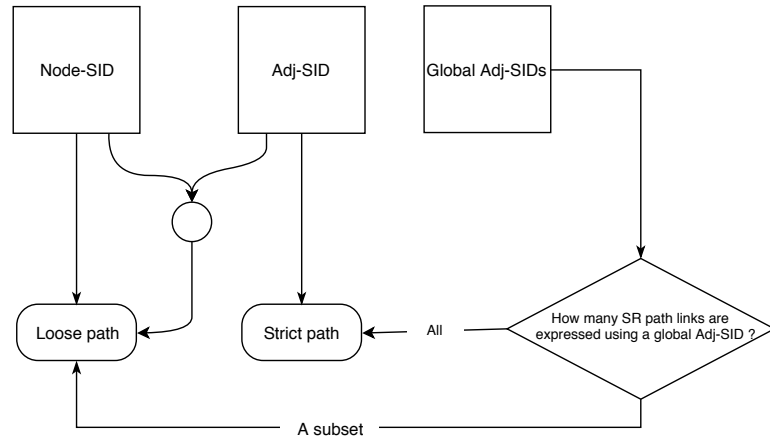 Node-SID
Adj-SID
Global Adj-SIDs
How many SR path links are
expressed using a global Adj-SID ?
Loose path
Strict path
All
A subset